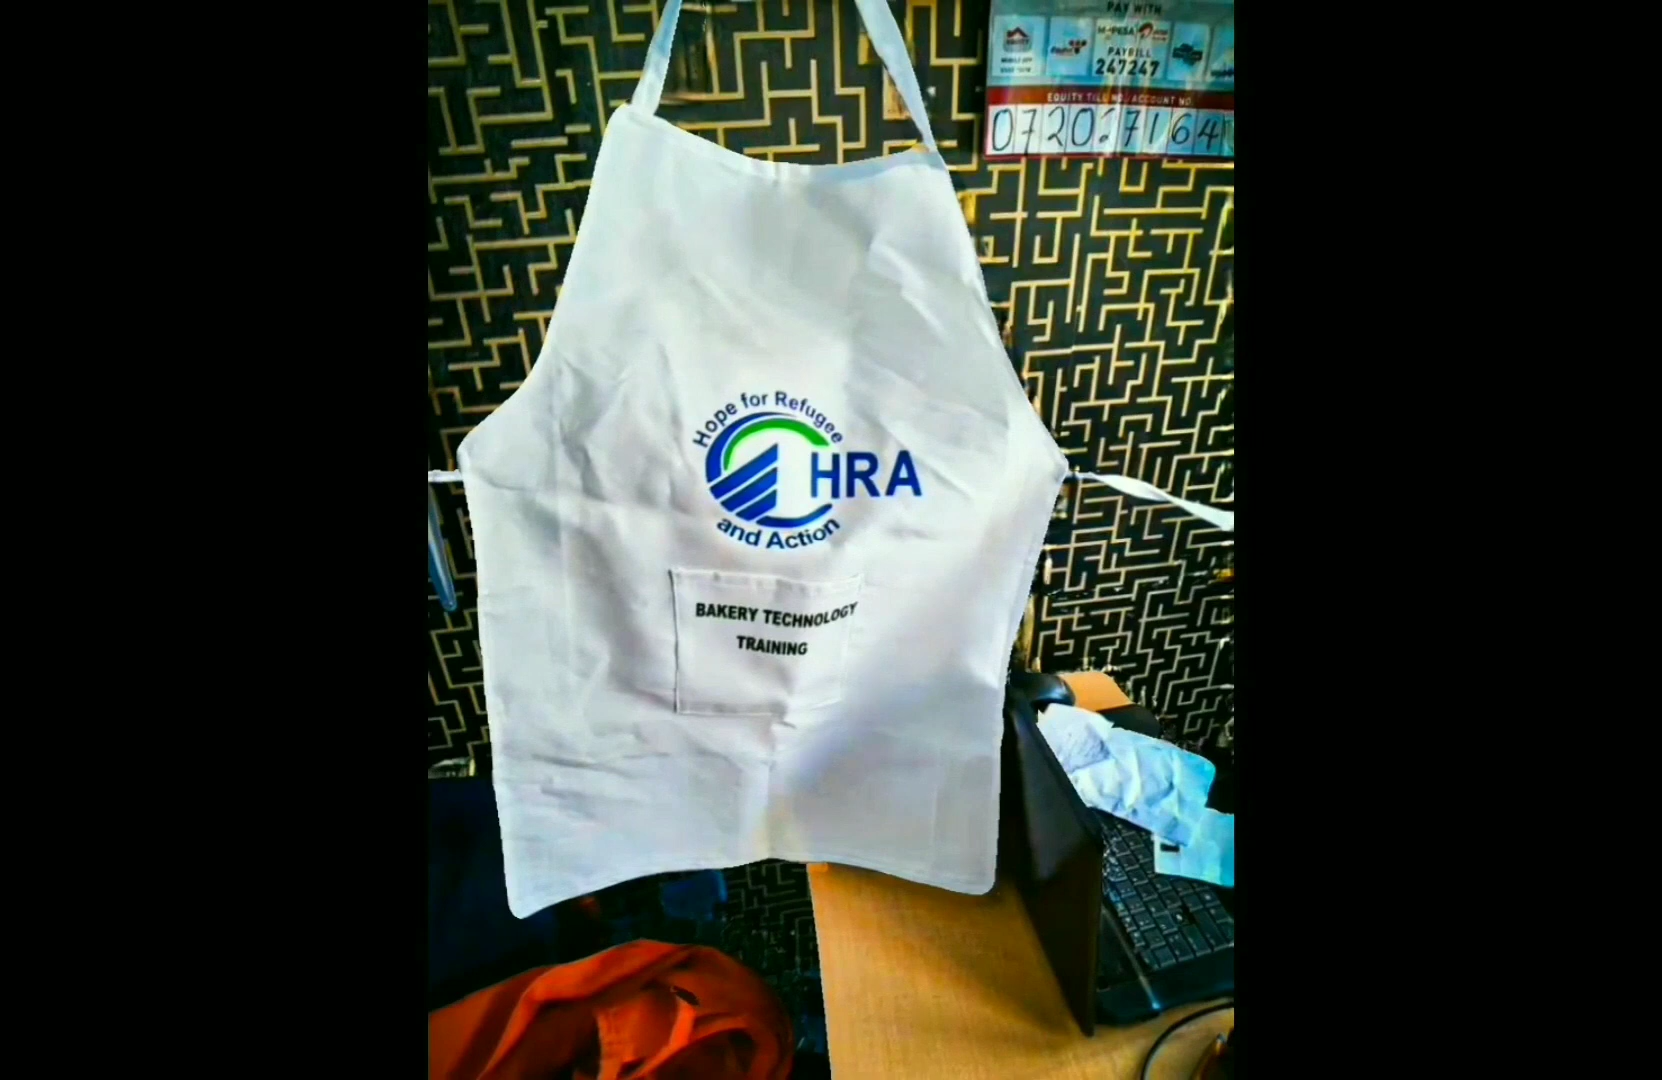 PAY WITH
EQUITY
M-PESA
PAYBILL
247247
EQUITY TILL NO./ACCOUNT NO.
Hope for Refugee
HRA
and Action
BAKERY TECHNOLOGY
TRAINING